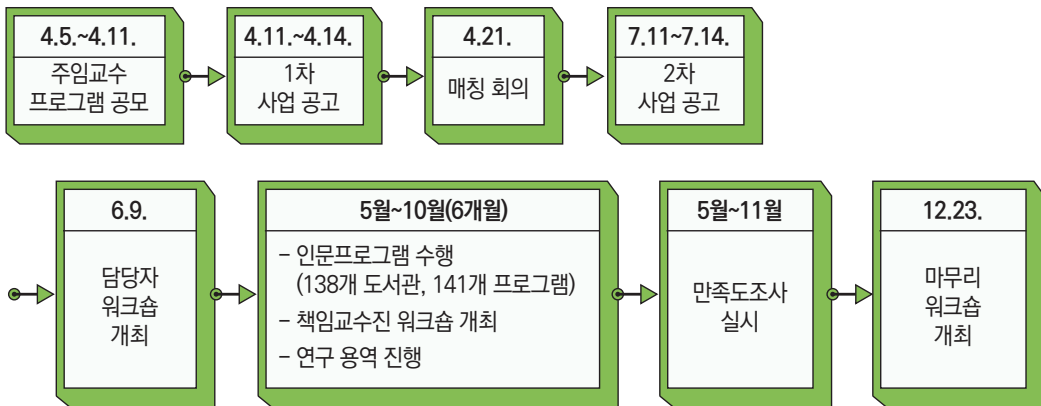 4.5.~4.11.
주임교수
프로그램 공모
4.11.~4.14.
1차
사업 공고
4.21.
매칭 회의
7.11~7.14.
2차
사업 공고
6.9.
담당자
워크숍
개최
5월~10월(6개월)
- 인문프로그램 수행
(138개 도서관, 141개 프로그램)
- 책임교수진 워크숍 개최
- 연구 용역 진행
5월~11월
만족도조사
실시
12.23.
마무리
워크숍
개최